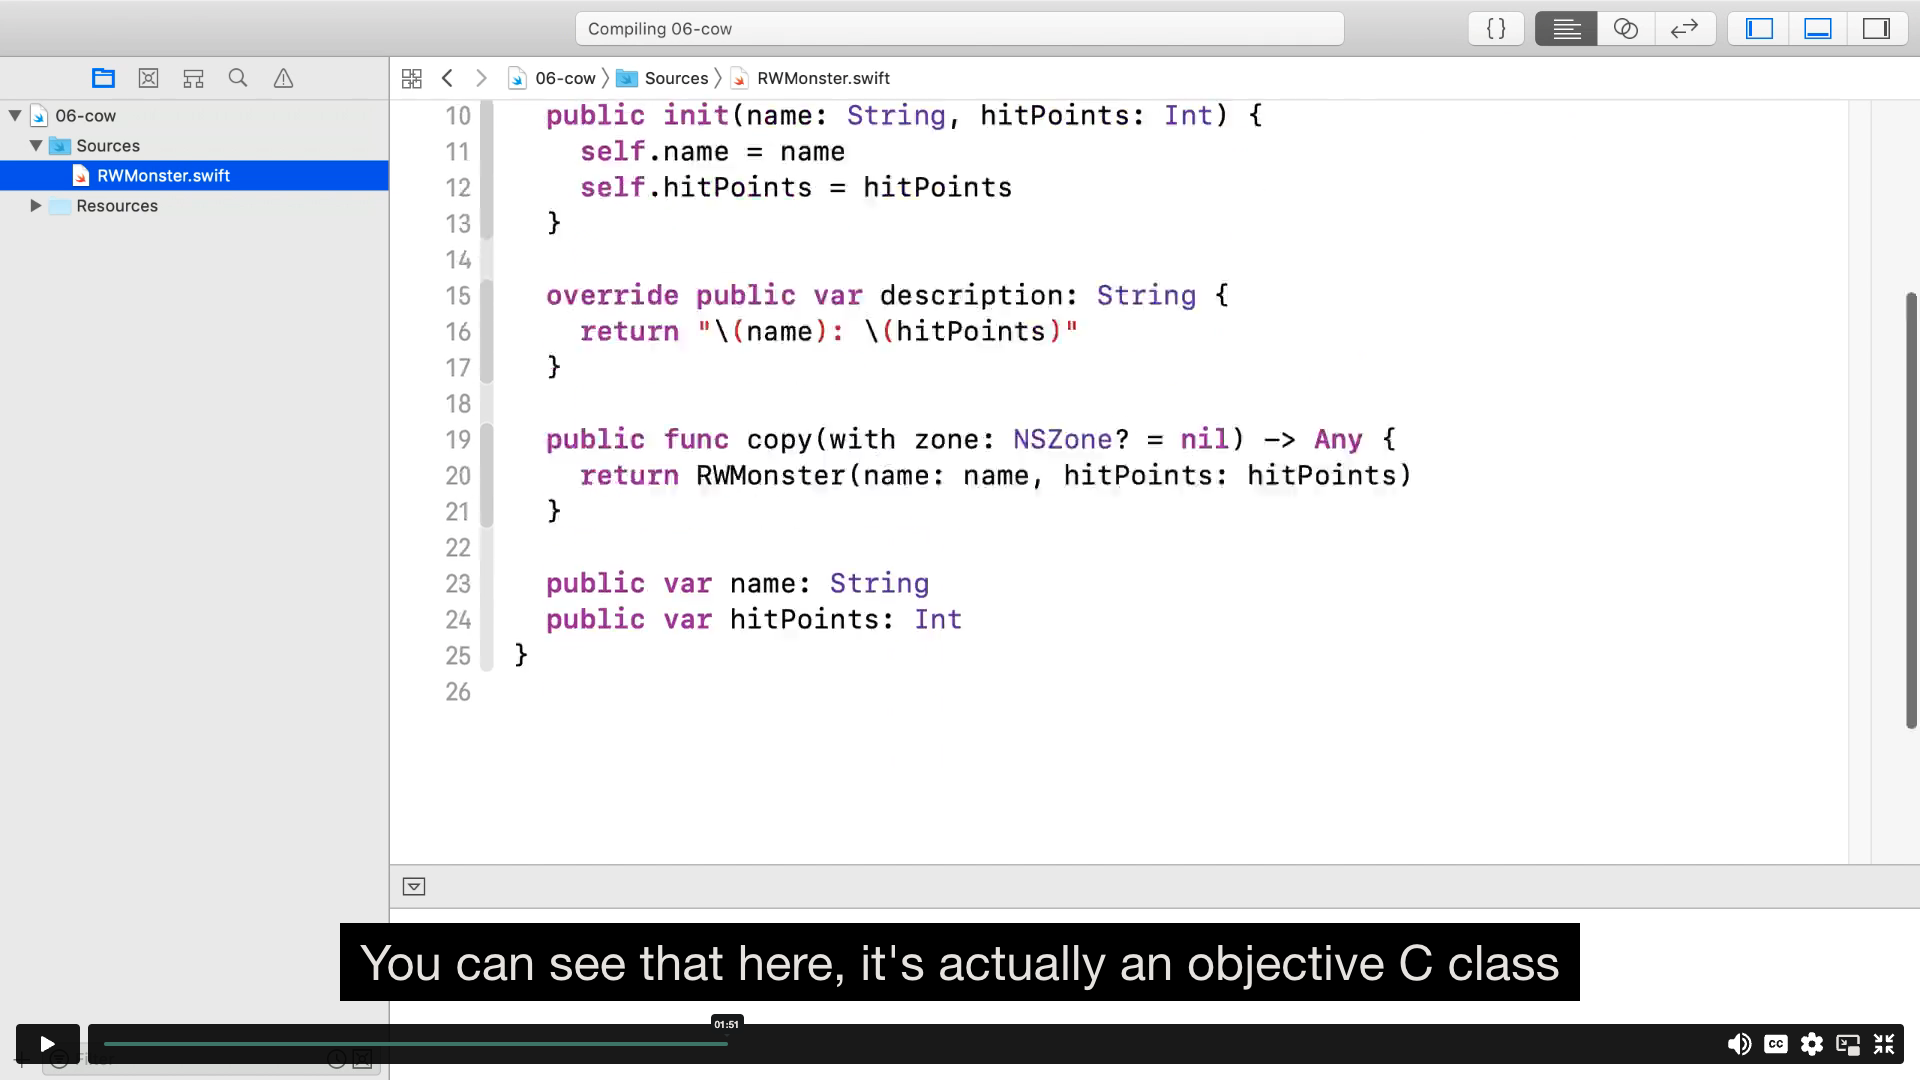 Compiling 06-cow
{ }
06-cow
Sources
RWMonster.swift
Resources
06-cow
Sources
RWMonster.swift
10 public init(name: String, hitPoints: Int) {
11 self.name = name
12 self.hitPoints = hitPoints
13 }
14
15 override public var description: String {
16 return "\(name): \(hitPoints)"
17 }
18
19 public func copy(with zone: NSZone? = nil) -> Any {
20 return RWMonster(name: name, hitPoints: hitPoints)
21 }
22
23 public var name: String
24 public var hitPoints: Int
25 }
26
You can see that here, it's actually an objective C class
01:51
CC
Filter